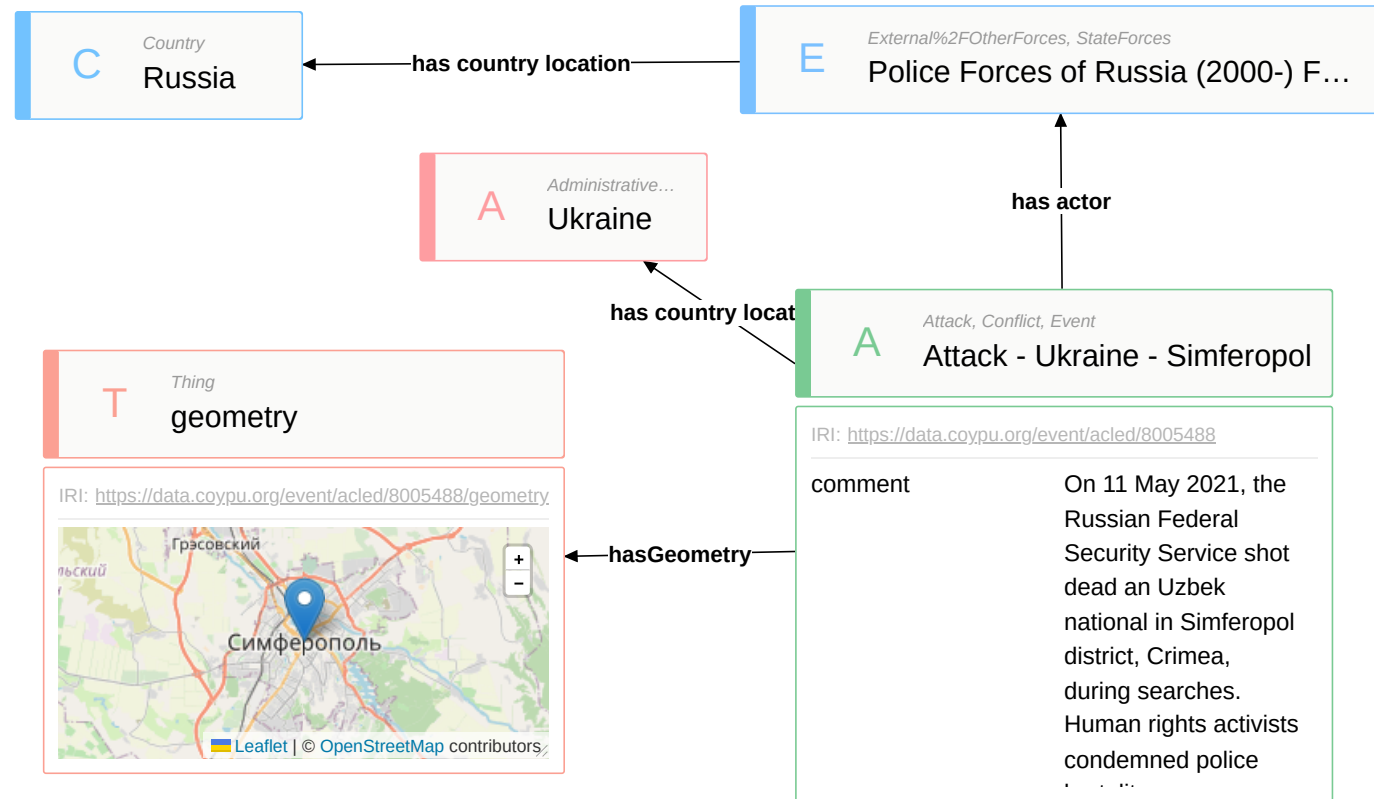 C
Country
Russia
has country location
E
External%2FOtherForces, StateForces
Police Forces of Russia (2000-) F…
A
Administrative…
Ukraine
has actor
has country locat
A
Attack, Conflict, Event
Attack - Ukraine - Simferopol
T
Thing
geometry
IRI: https://data.coypu.org/event/acled/8005488/geometry
Грэсовский
льский
+
−
Симферополь
Leaflet | © OpenStreetMap contributors
hasGeometry
IRI: https://data.coypu.org/event/acled/8005488
comment
On 11 May 2021, the
Russian Federal
Security Service shot
dead an Uzbek
national in Simferopol
district, Crimea,
during searches.
Human rights activists
condemned police